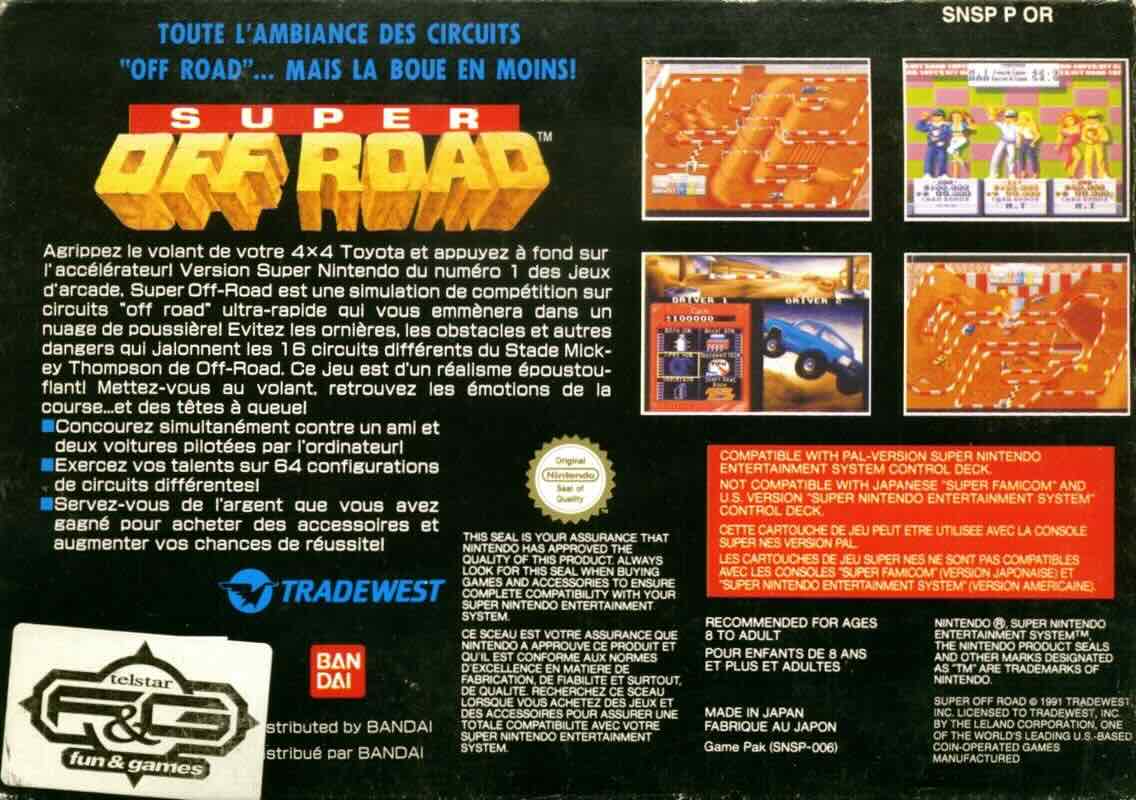 SNSP P OR
TOUTE L'AMBIANCE DES CIRCUITS
"OFF ROAD"... MAIS LA BOUE EN MOINS!
SUPER
OFF ROAD™
Agrippez le volant de votre 4×4 Toyota et appuyez à fond sur
l'accélérateur! Version Super Nintendo du numéro 1 des Jeux
d'arcade, Super Off-Road est une simulation de compétition sur
circuits "off road" ultra-rapide qui vous emmènera dans un
nuage de poussière! Evitez les ornières, les obstacles et autres
dangers qui Jalonnent les 16 circuits différents du Stade Mick-
ey Thompson de Off-Road. Ce Jeu est d'un réalisme époustou-
flant! Mettez-vous au volant, retrouvez les émotions de la
course...et des têtes à queue!
Concourez simultanément contre un ami et
deux voitures pilotées par l'ordinateur!
Exercez vos talents sur 64 configurations
de circuits différentes!
Servez-vous de l'argent que vous avez
gagné pour acheter des accessoires et
augmenter vos chances de réussite!
TRADEWEST
BAN
DAI
telstar
F&G
fun & games
stributed by BANDAI
stribué par BANDAI
DRIVER 1
DRIVER 2
Original
Nintendo
Seal of
Quality
THIS SEAL IS YOUR ASSURANCE THAT
NINTENDO HAS APPROVED THE
QUALITY OF THIS PRODUCT. ALWAYS
LOOK FOR THIS SEAL WHEN BUYING
GAMES AND ACCESSORIES TO ENSURE
COMPLETE COMPATIBILITY WITH YOUR
SUPER NINTENDO ENTERTAINMENT
SYSTEM.
CE SCEAU EST VOTRE ASSURANCE QUE
NINTENDO A APPROUVE CE PRODUIT ET
QU'IL EST CONFORME AUX NORMES
D'EXCELLENCE EN MATIERE DE
FABRICATION, DE FIABILITE ET SURTOUT,
DE QUALITE. RECHERCHEZ CE SCEAU
LORSQUE VOUS ACHETEZ DES JEUX ET
DES ACCESSOIRES POUR ASSURER UNE
TOTALE COMPATIBILITE AVEC VOTRE
SUPER NINTENDO ENTERTAINMENT
SYSTEM.
COMPATIBLE WITH PAL-VERSION SUPER NINTENDO
ENTERTAINMENT SYSTEM CONTROL DECK.
NOT COMPATIBLE WITH JAPANESE "SUPER FAMICOM" AND
U.S. VERSION "SUPER NINTENDO ENTERTAINMENT SYSTEM"
CONTROL DECK.
CETTE CARTOUCHE DE JEU PEUT ETRE UTILISEE AVEC LA CONSOLE
SUPER NES VERSION PAL.
LES CARTOUCHES DE JEU SUPER NES NE SONT PAS COMPATIBLES
AVEC LES CONSOLES "SUPER FAMICOM" (VERSION JAPONAISE) ET
"SUPER NINTENDO ENTERTAINMENT SYSTEM" (VERSION AMERICAINE).
RECOMMENDED FOR AGES
8 TO ADULT
POUR ENFANTS DE 8 ANS
ET PLUS ET ADULTES
MADE IN JAPAN
FABRIQUE AU JAPON
Game Pak (SNSP-006)
NINTENDO ®, SUPER NINTENDO
ENTERTAINMENT SYSTEM™,
THE NINTENDO PRODUCT SEALS
AND OTHER MARKS DESIGNATED
AS "TM" ARE TRADEMARKS OF
NINTENDO.
SUPER OFF ROAD © 1991 TRADEWEST,
INC. LICENSED TO TRADEWEST, INC
BY THE LELAND CORPORATION, ONE
OF THE WORLD'S LEADING U.S.-BASED
COIN-OPERATED GAMES
MANUFACTURED